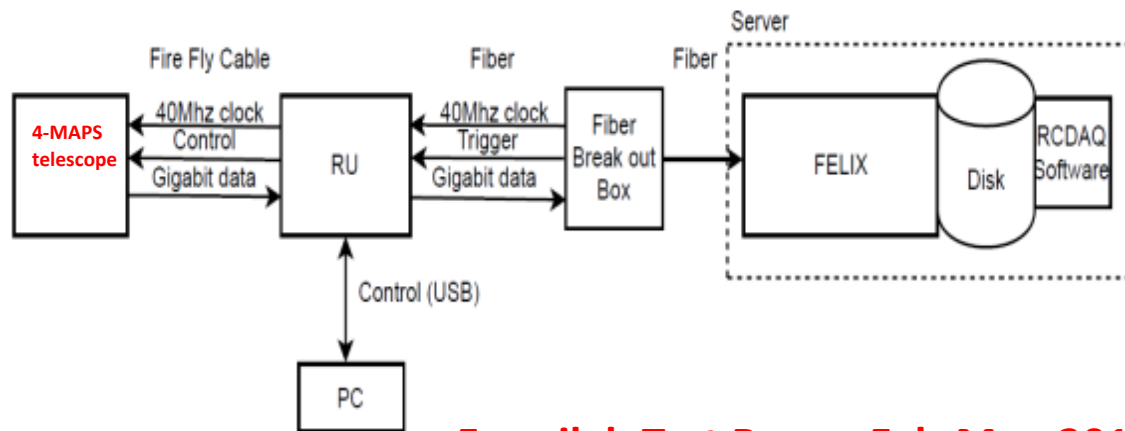 Server
Fire Fly Cable
Fiber
Fiber
40Mhz clock
Control
Gigabit data
4-MAPS
telescope
RU
40Mhz clock
Trigger
Gigabit data
Fiber
Break out
Box
FELIX
Disk
RCDAQ
Software
Control (USB)
PC